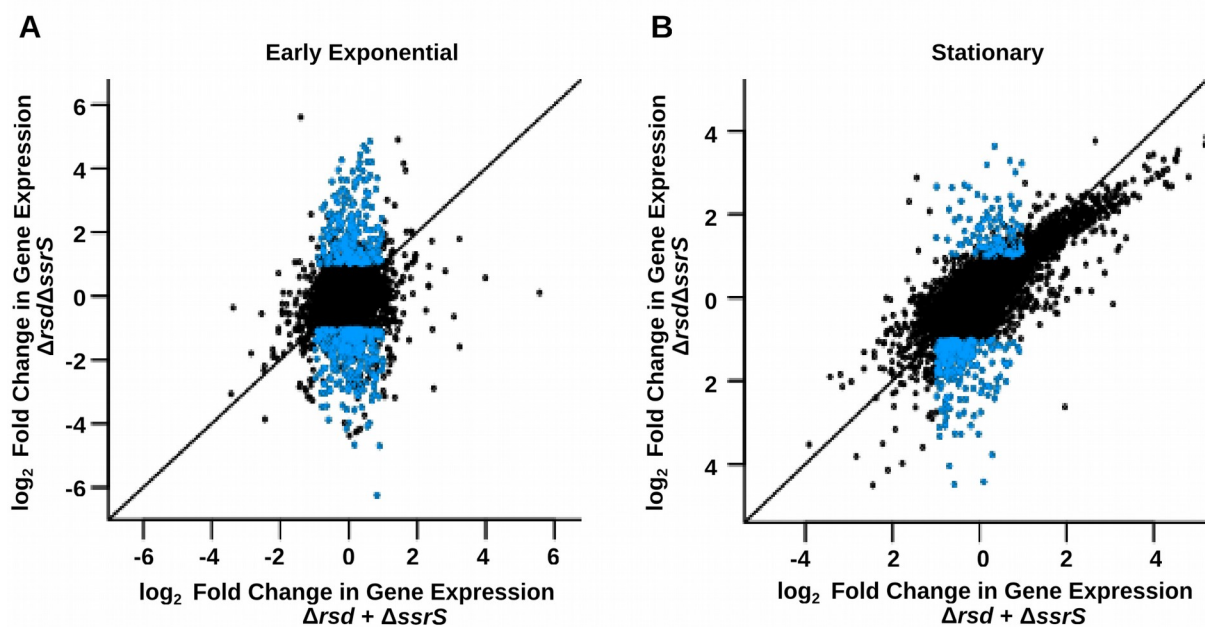 A
Early Exponential
log₂ Fold Change in Gene Expression
ΔrsdΔssrS
6
4
2
0
-2
-4
-6
-6
-4
-2
0
2
4
6
log₂ Fold Change in Gene Expression
Δrsd + ΔssrS
B
Stationary
log₂ Fold Change in Gene Expression
ΔrsdΔssrS
4
2
0
2
4
-4
-2
0
2
4
log₂ Fold Change in Gene Expression
Δrsd + ΔssrS